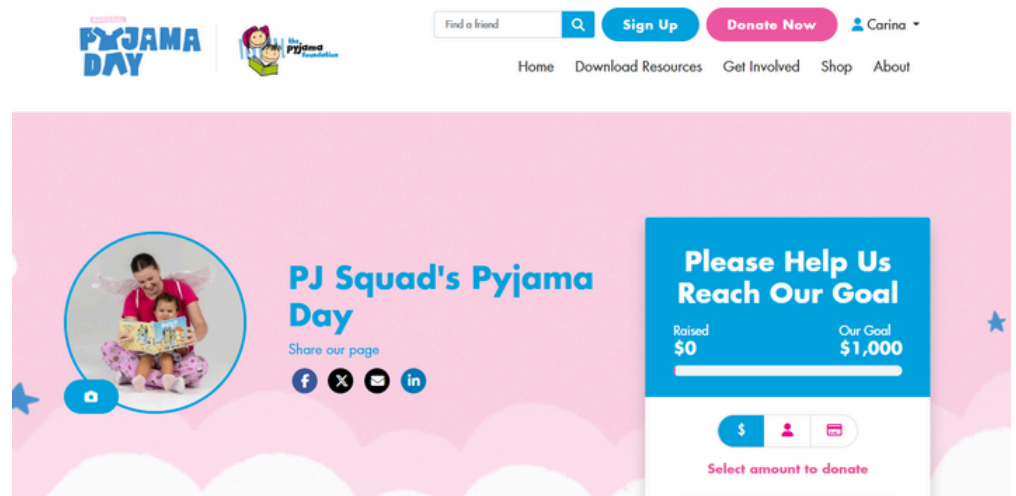 NATIONAL
PYJAMA
DAY
the
pyjama
foundation
Find a friend
Sign Up
Donate Now
Carina
Home Download Resources Get Involved Shop About
PJ Squad's Pyjama
Day
Share our page
Please Help Us
Reach Our Goal
Raised Our Goal
$0 $1,000
$
Select amount to donate